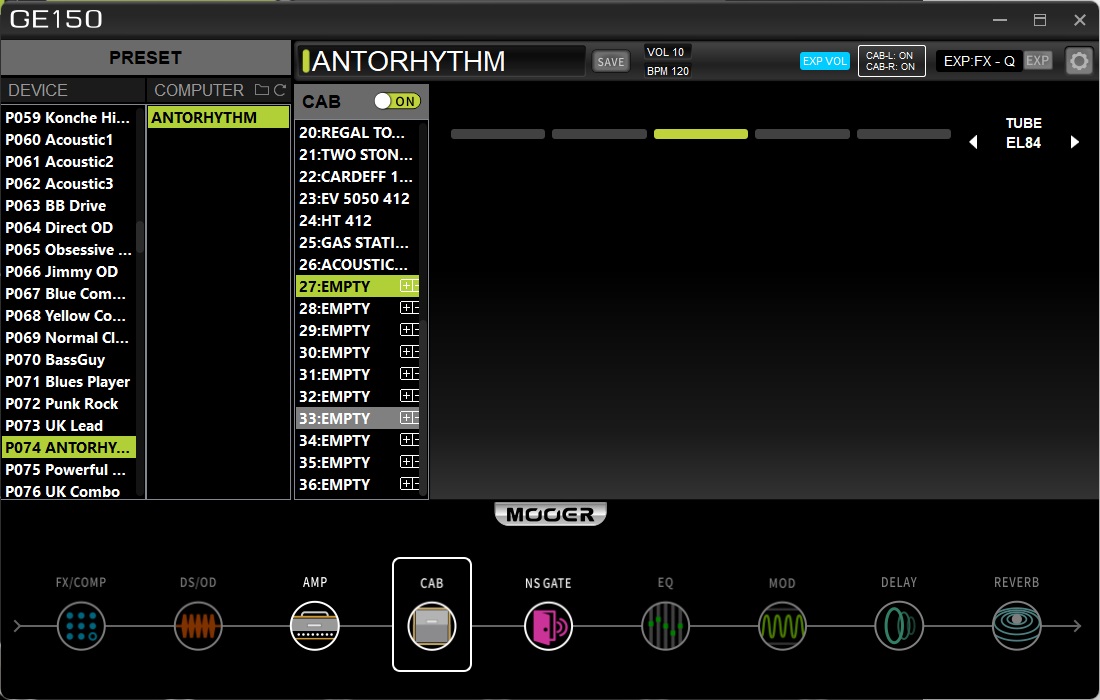 GE150
PRESET
ANTORHYTHM
SAVE
VOL 10
BPM 120
EXP VOL
CAB-L: ON
CAB-R: ON
EXP:FX - Q
EXP
DEVICE
P059 Konche Hi...
P060 Acoustic1
P061 Acoustic2
P062 Acoustic3
P063 BB Drive
P064 Direct OD
P065 Obsessive ...
P066 Jimmy OD
P067 Blue Com...
P068 Yellow Co...
P069 Normal Cl...
P070 BassGuy
P071 Blues Player
P072 Punk Rock
P073 UK Lead
P074 ANTORHY...
P075 Powerful ...
P076 UK Combo
COMPUTER
ANTORHYTHM
CAB
ON
20:REGAL TO...
21:TWO STON...
22:CARDEFF 1...
23:EV 5050 412
24:HT 412
25:GAS STATI...
26:ACOUSTIC...
27:EMPTY
28:EMPTY
29:EMPTY
30:EMPTY
31:EMPTY
32:EMPTY
33:EMPTY
34:EMPTY
35:EMPTY
36:EMPTY
TUBE
EL84
MOOER
FX/COMP
DS/OD
AMP
CAB
NS GATE
EQ
MOD
DELAY
REVERB